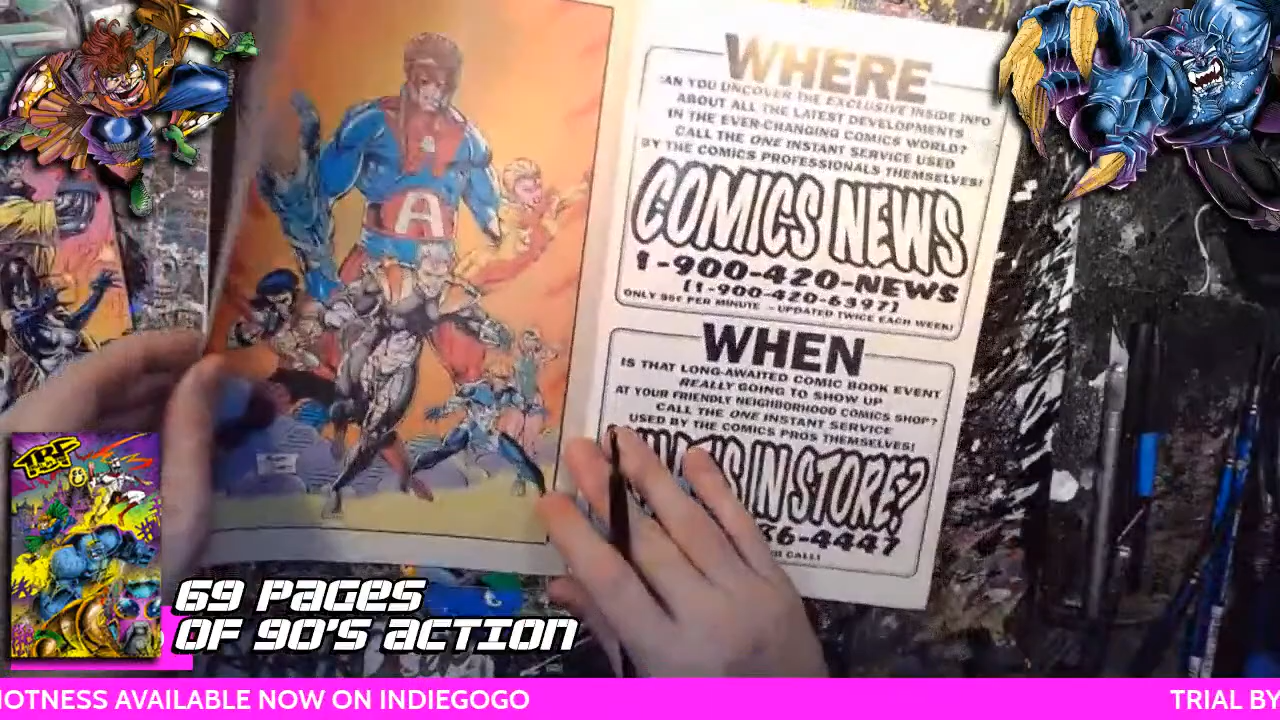 WHERE
CAN YOU UNCOVER THE EXCLUSIVE INSIDE INFO
ABOUT ALL THE LATEST DEVELOPMENTS
IN THE EVER-CHANGING COMICS WORLD?
CALL THE ONE INSTANT SERVICE USED
BY THE COMICS PROFESSIONALS THEMSELVES!
COMICS NEWS
1-900-420-NEWS
(1-900-420-6397)
ONLY 95¢ PER MINUTE - UPDATED TWICE EACH WEEK!
WHEN
IS THAT LONG-AWAITED COMIC BOOK EVENT
REALLY GOING TO SHOW UP
AT YOUR FRIENDLY NEIGHBORHOOD COMICS SHOP?
CALL THE ONE INSTANT SERVICE
USED BY THE COMICS PROS THEMSELVES!
IN STORE?
6-4447
CALL!
A
A
69 PAGES
OF 90'S ACTION
HOTNESS AVAILABLE NOW ON INDIEGOGO
TRIAL BY